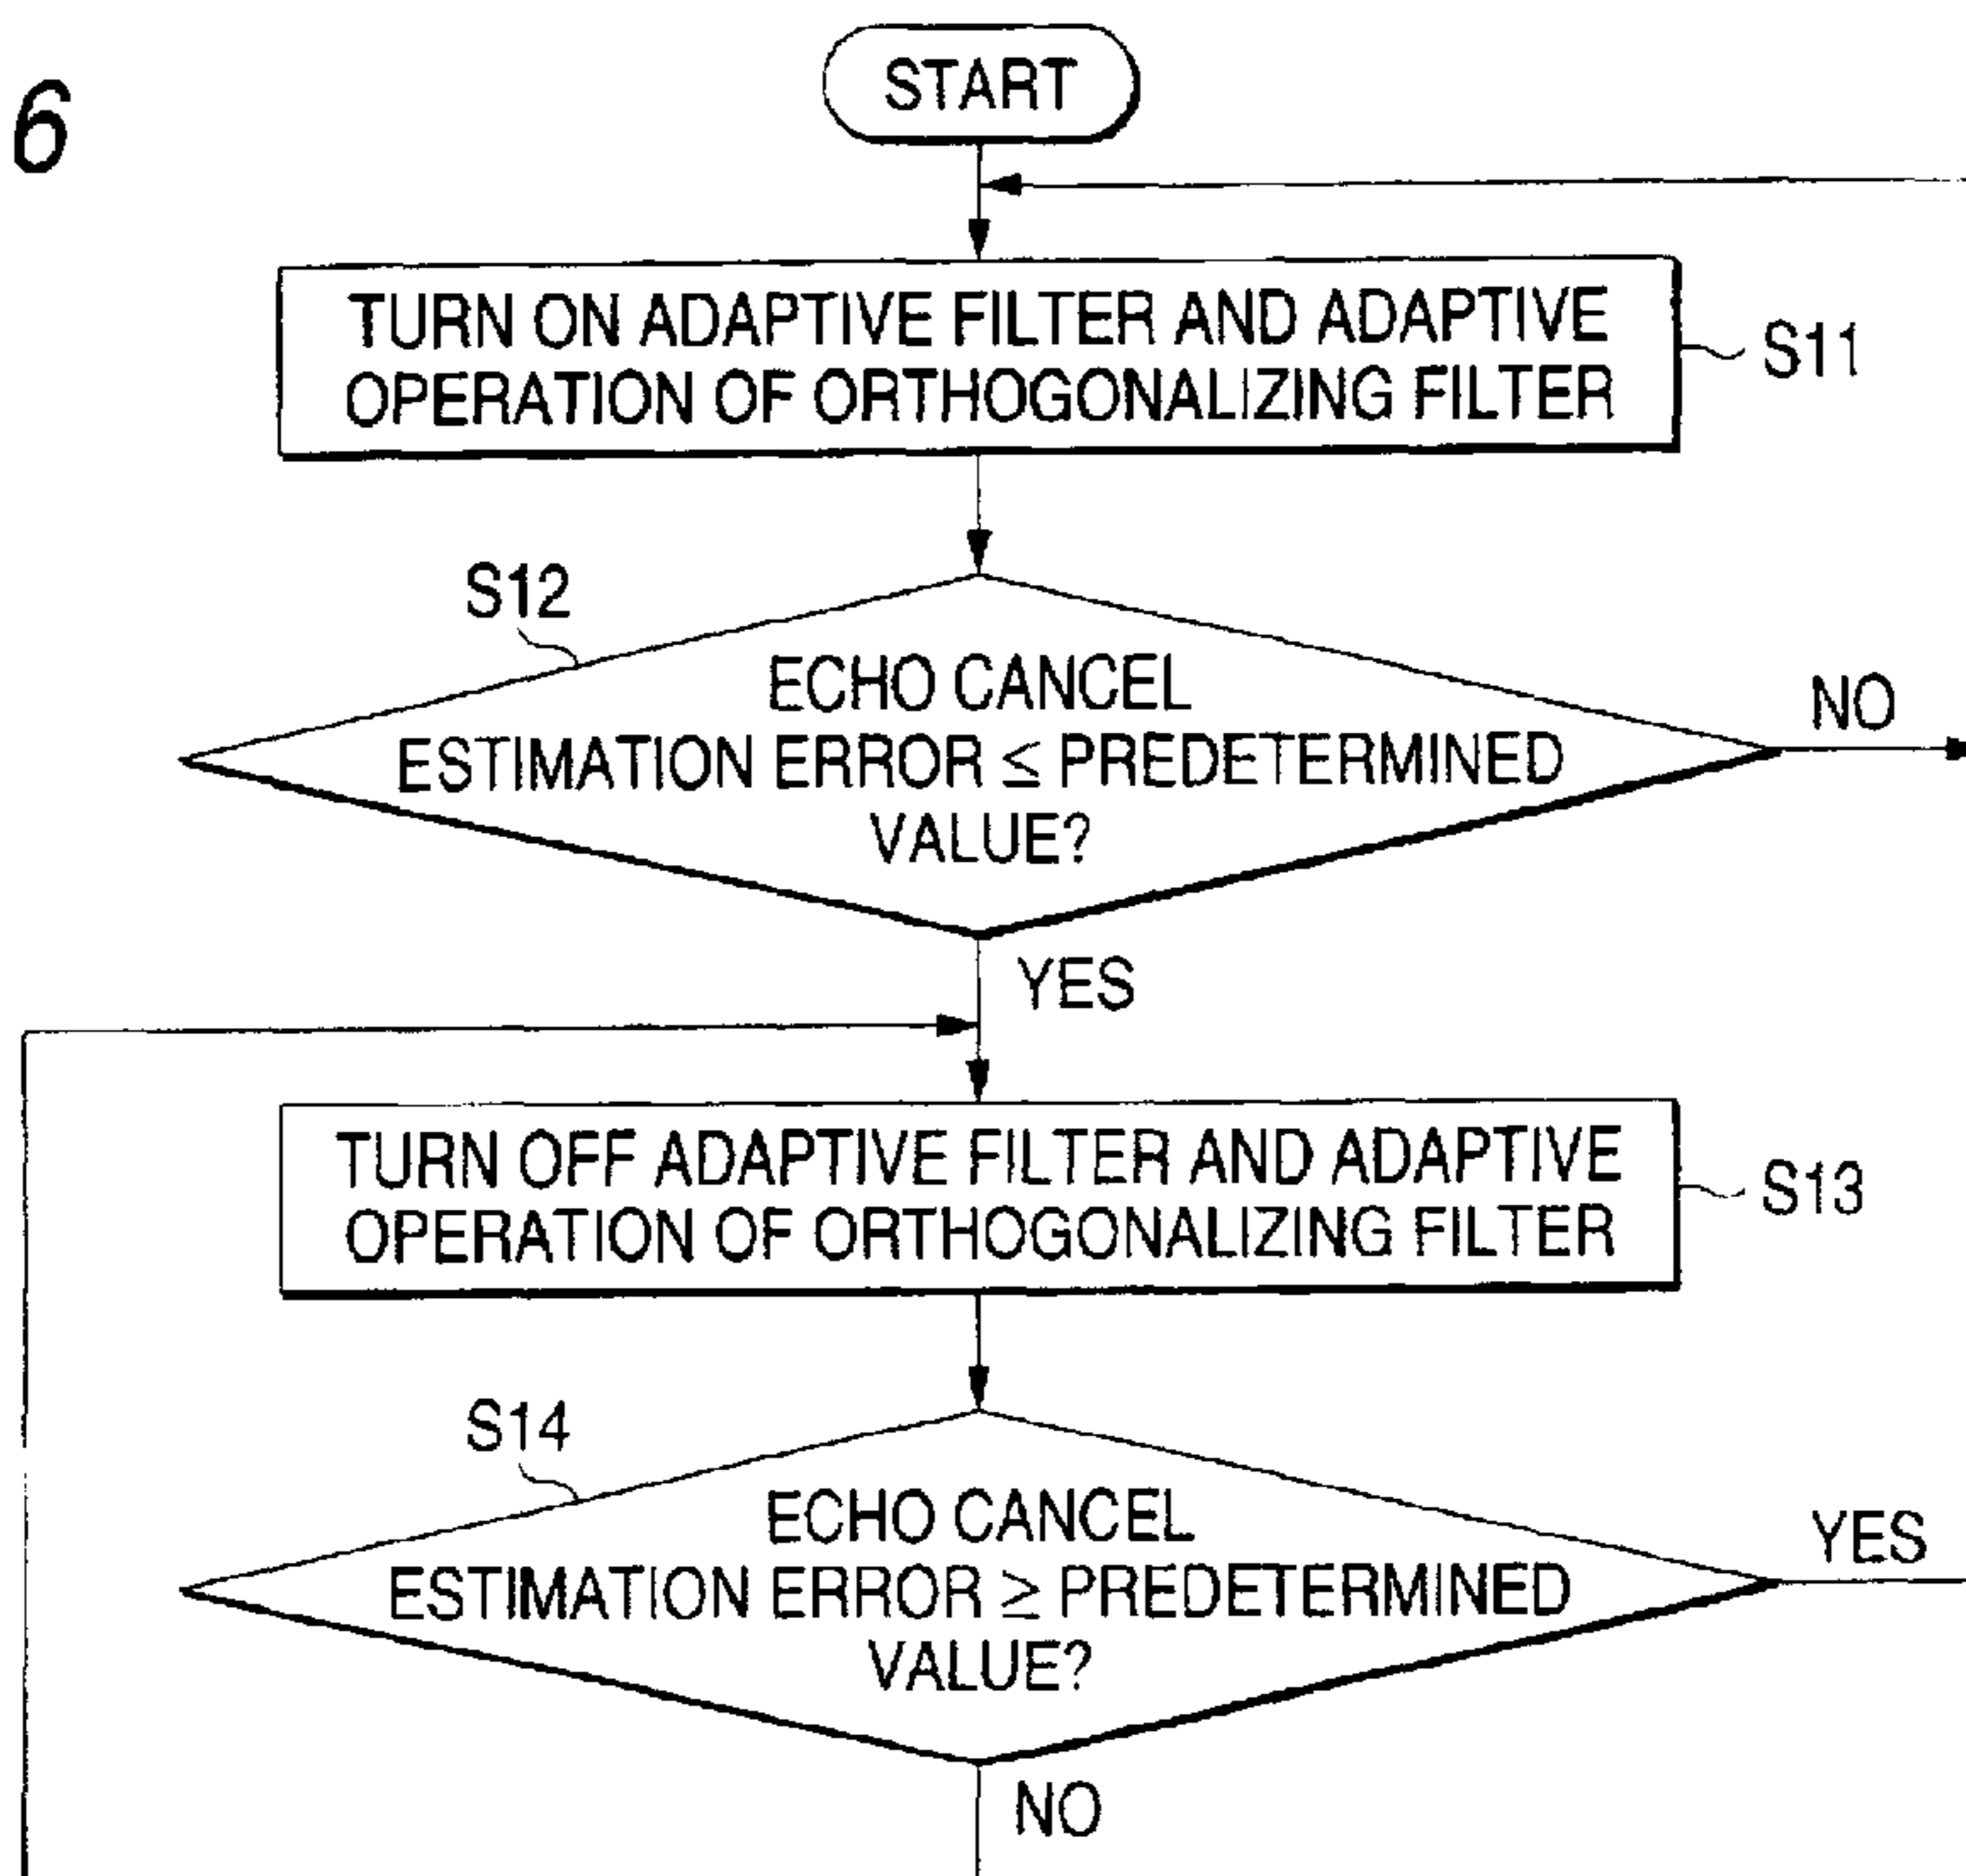 6
START
TURN ON ADAPTIVE FILTER AND ADAPTIVE
OPERATION OF ORTHOGONALIZING FILTER
S11
S12
ECHO CANCEL
ESTIMATION ERROR ≤ PREDETERMINED
VALUE?
NO
YES
TURN OFF ADAPTIVE FILTER AND ADAPTIVE
OPERATION OF ORTHOGONALIZING FILTER
S13
S14
ECHO CANCEL
ESTIMATION ERROR ≥ PREDETERMINED
VALUE?
YES
NO